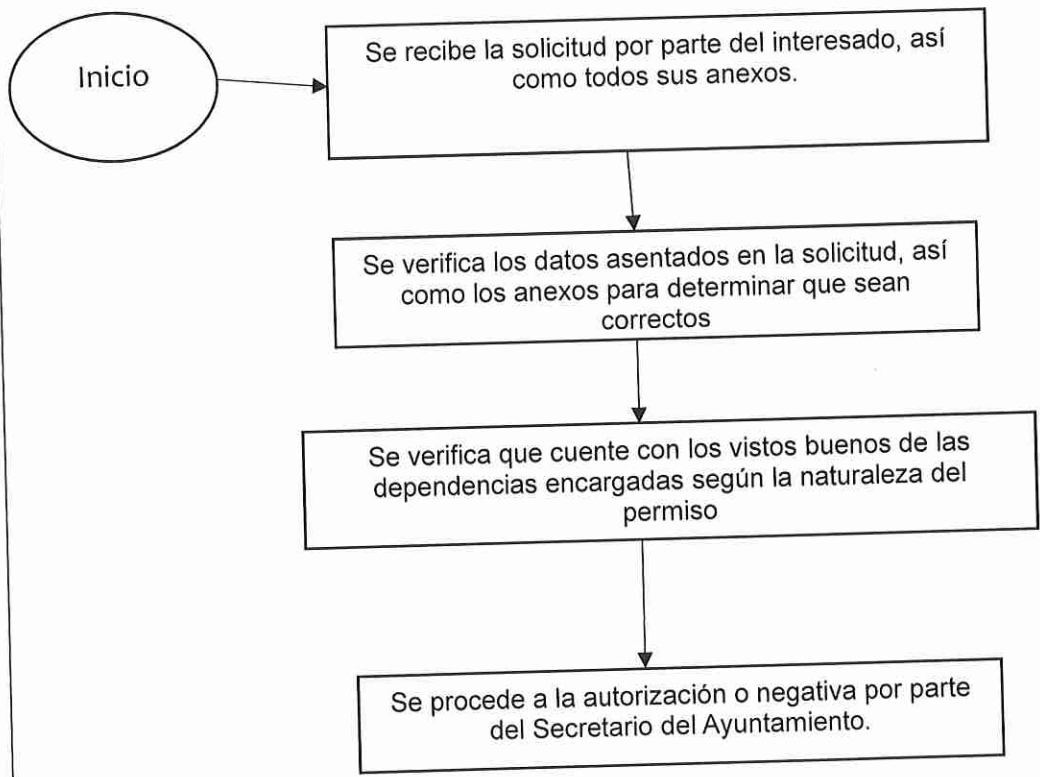 Inicio
Se recibe la solicitud por parte del interesado, así
como todos sus anexos.
Se verifica los datos asentados en la solicitud, así
como los anexos para determinar que sean
correctos
Se verifica que cuente con los vistos buenos de las
dependencias encargadas según la naturaleza del
permiso
Se procede a la autorización o negativa por parte
del Secretario del Ayuntamiento.